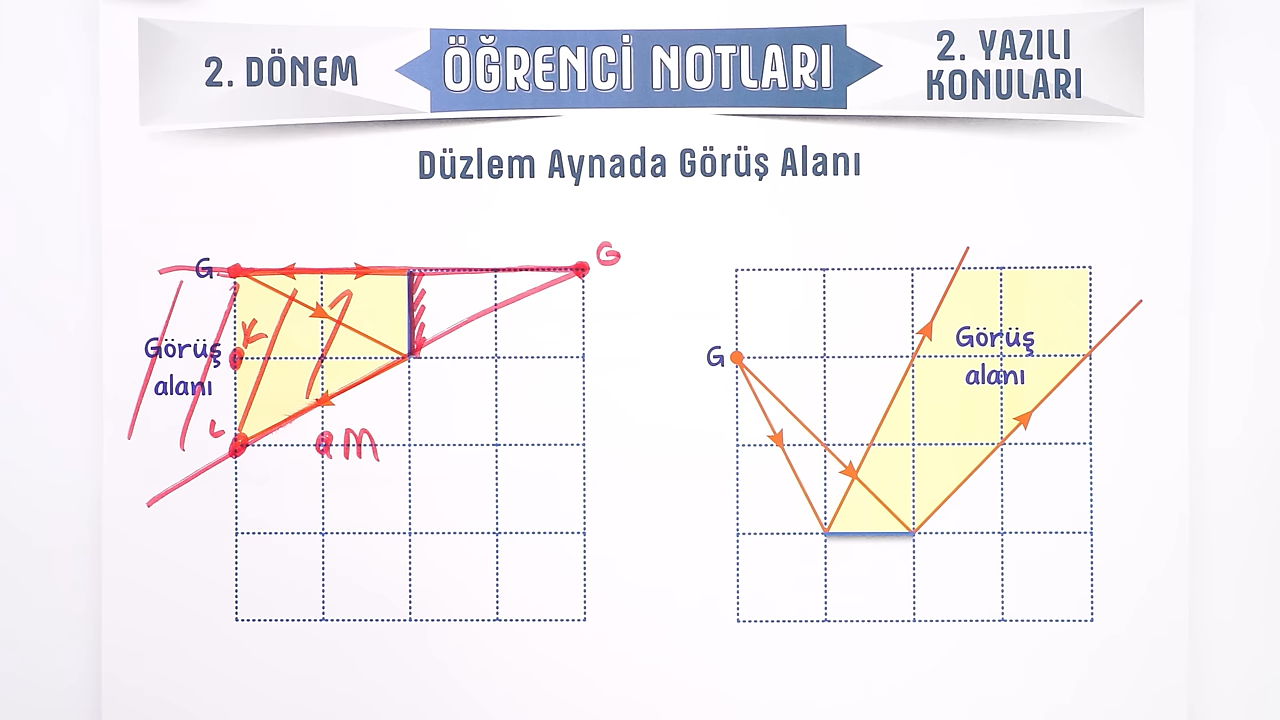 2. DÖNEM
ÖĞRENCİ NOTLARI
2. YAZILI
KONULARI
Düzlem Aynada Görüş Alanı
G
G
K
Görüş
alanı
L
M
G
Görüş
alanı